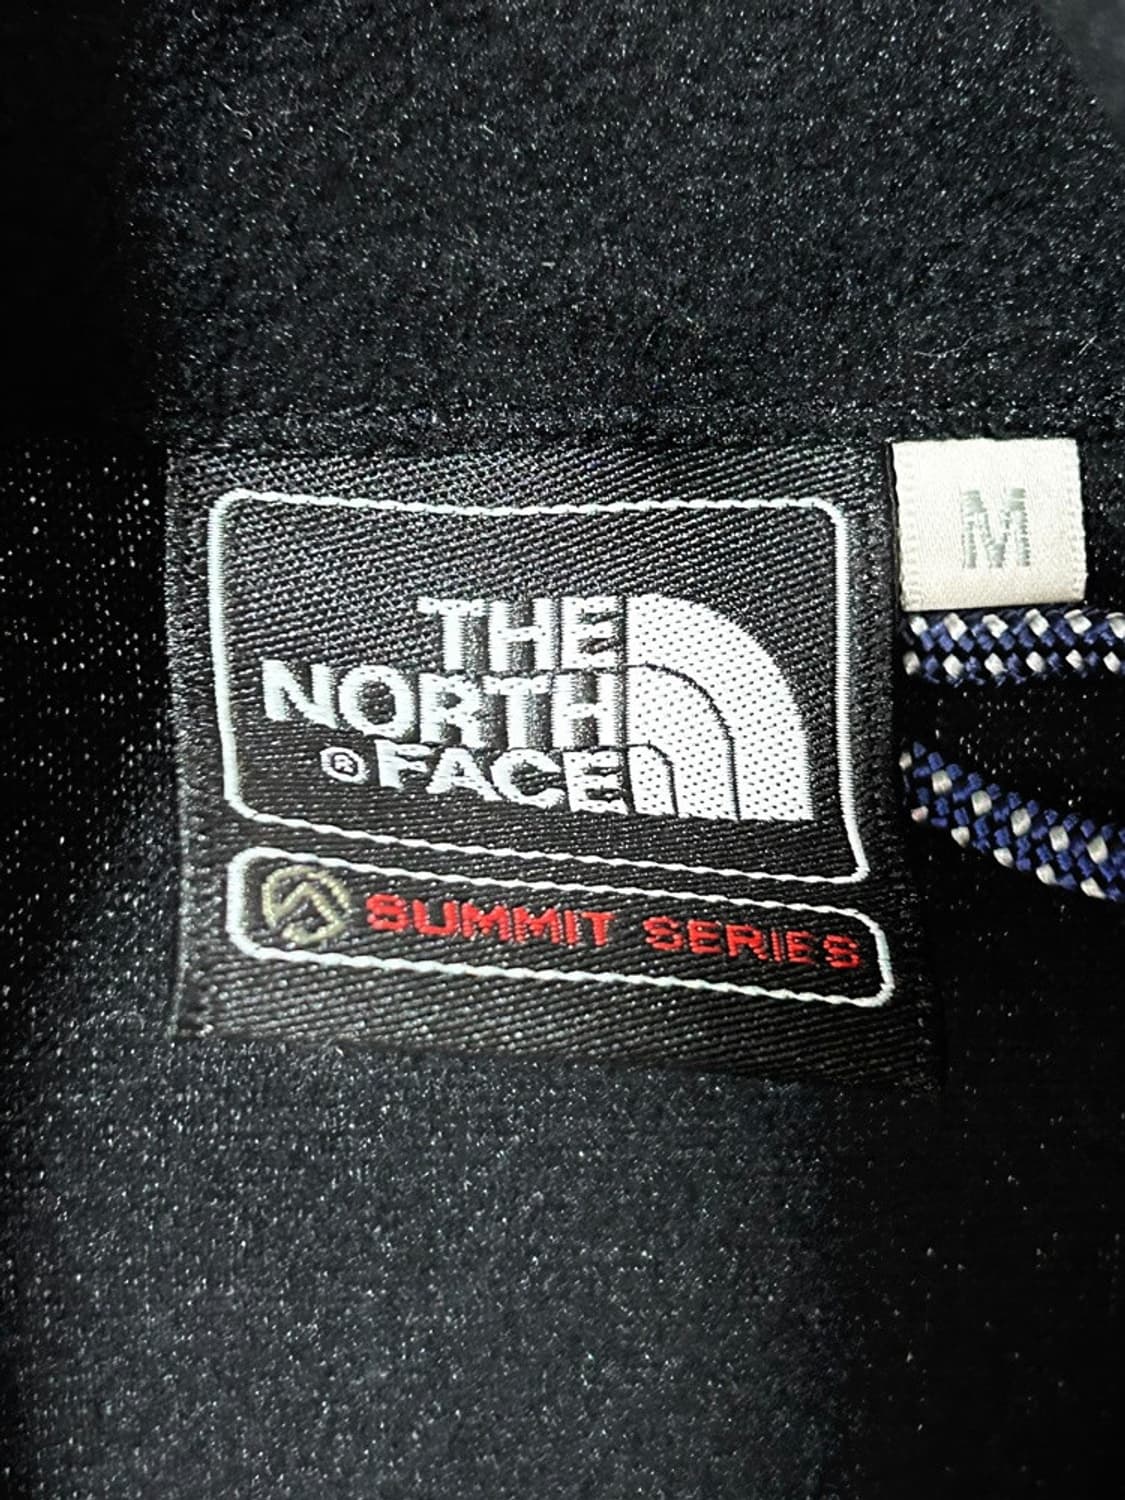 THE
NORTH
®FACE
SUMMIT SERIES
M